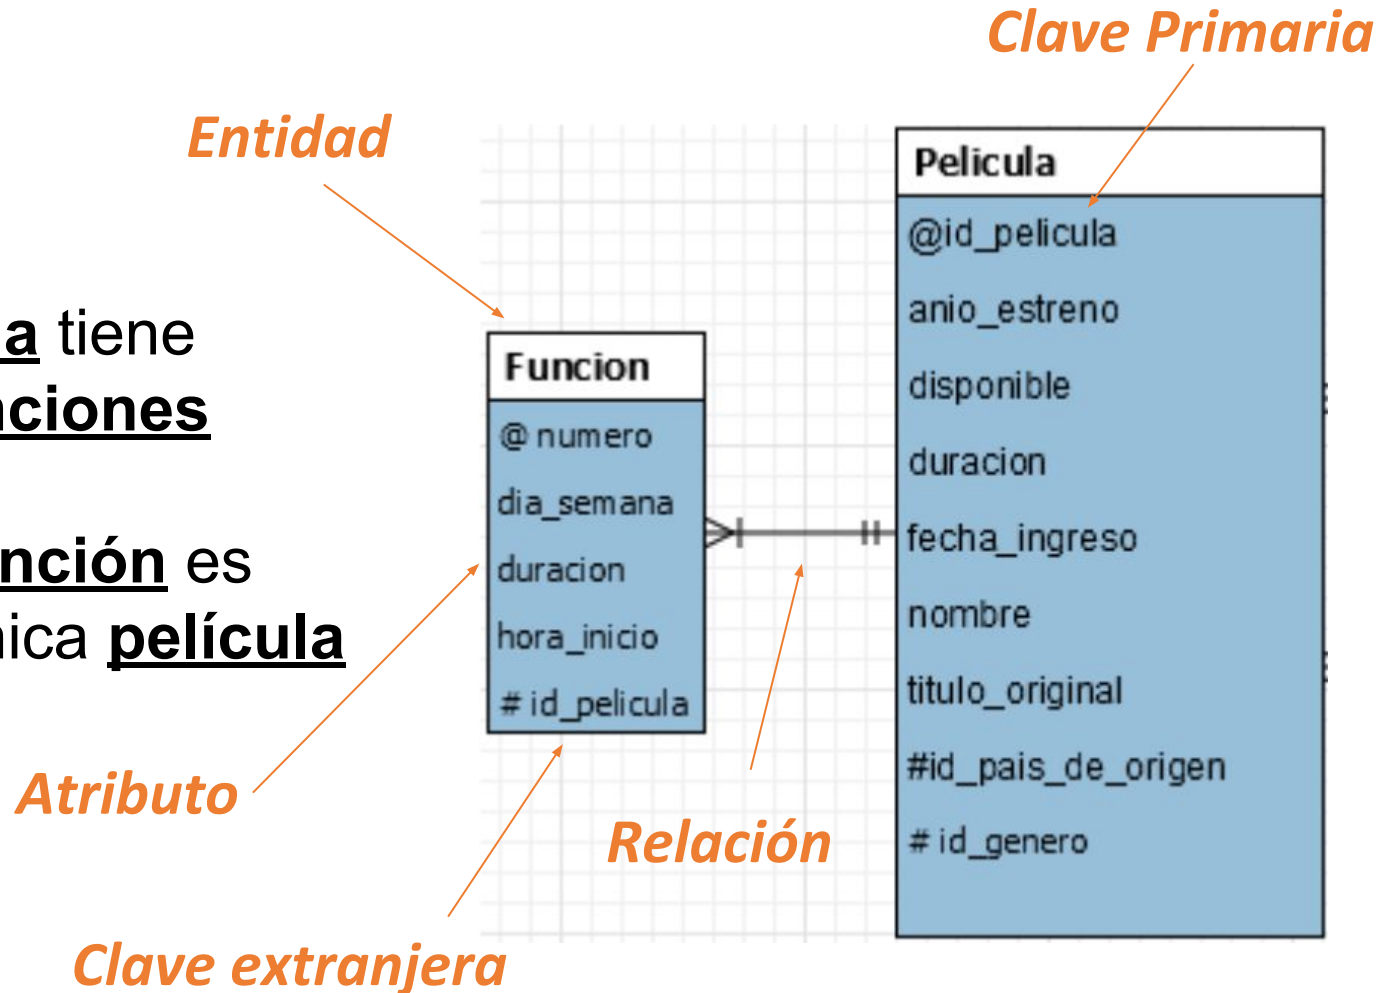 Clave Primaria
Entidad
a tiene
nciones
nción es
nica película
Atributo
Clave extranjera
Relación
Funcion
@ numero
dia_semana
duracion
hora_inicio
# id_pelicula
Pelicula
@id_pelicula
anio_estreno
disponible
duracion
fecha_ingreso
nombre
titulo_original
#id_pais_de_origen
# id_genero